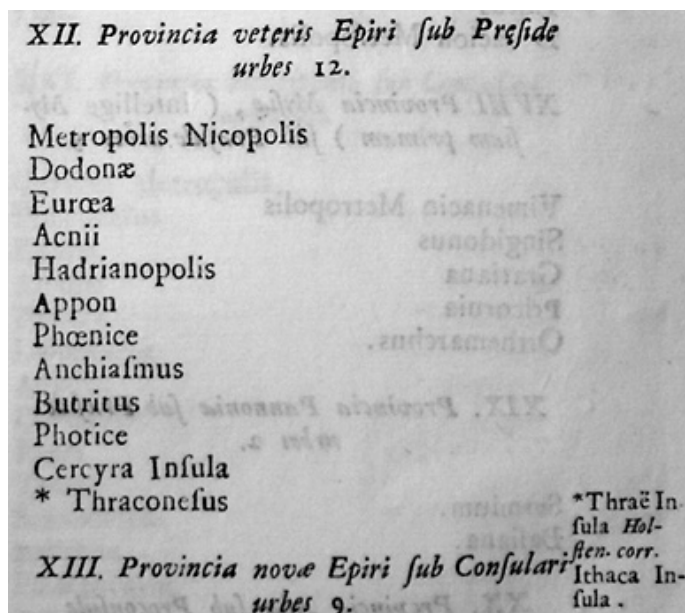 XII. Provincia veteris Epiri ſub Pręſide
urbes 12.
Metropolis Nicopolis
Dodonæ
Eurœa
Acnii
Hadrianopolis
Appon
Phœnice
Anchiaſmus
Butritus
Photice
Cercyra Inſula
* Thraconeſus
*Thraë In-
ſula Hol-
ſten. corr.
Ithaca In-
ſula .
XIII. Provincia novæ Epiri ſub Conſulari
urbes 9.